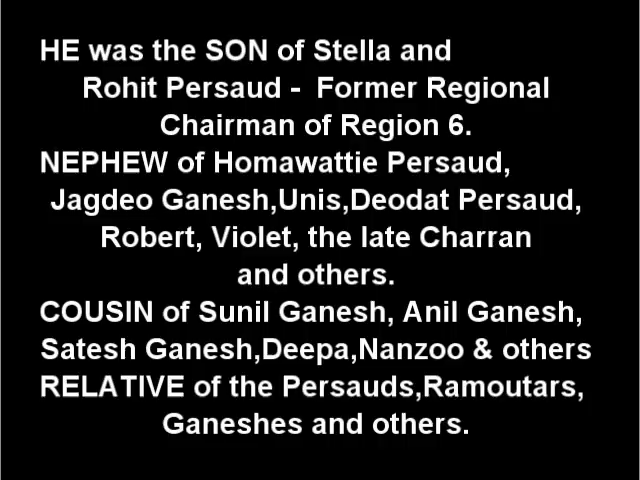 HE was the SON of Stella and
Rohit Persaud - Former Regional
Chairman of Region 6.
NEPHEW of Homawattie Persaud,
Jagdeo Ganesh,Unis,Deodat Persaud,
Robert, Violet, the late Charran
and others.
COUSIN of Sunil Ganesh, Anil Ganesh,
Satesh Ganesh,Deepa,Nanzoo & others
RELATIVE of the Persauds,Ramoutars,
Ganeshes and others.